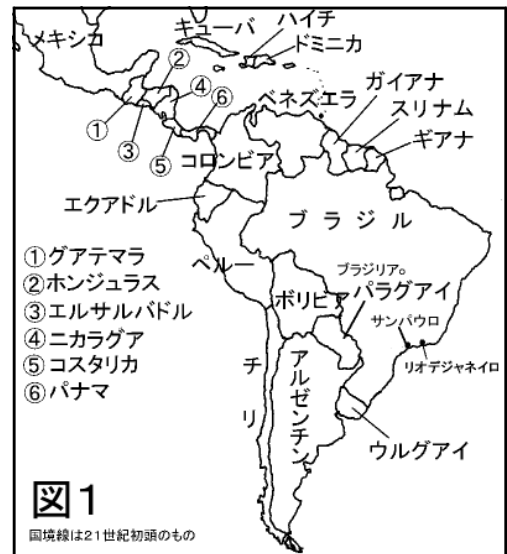 メキシコ
キューバ
ハイチ
ドミニカ
②
④
⑥
①
③
⑤
ベネズエラ
ガイアナ
スリナム
ギアナ
コロンビア
エクアドル
ブラジル
ペルー
ブラジリア
ボリビア
パラグアイ
サンパウロ
リオデジャネイロ
チリ
アルゼンチン
ウルグアイ
①グアテマラ
②ホンジュラス
③エルサルバドル
④ニカラグア
⑤コスタリカ
⑥パナマ
図1
国境線は21世紀初頭のもの